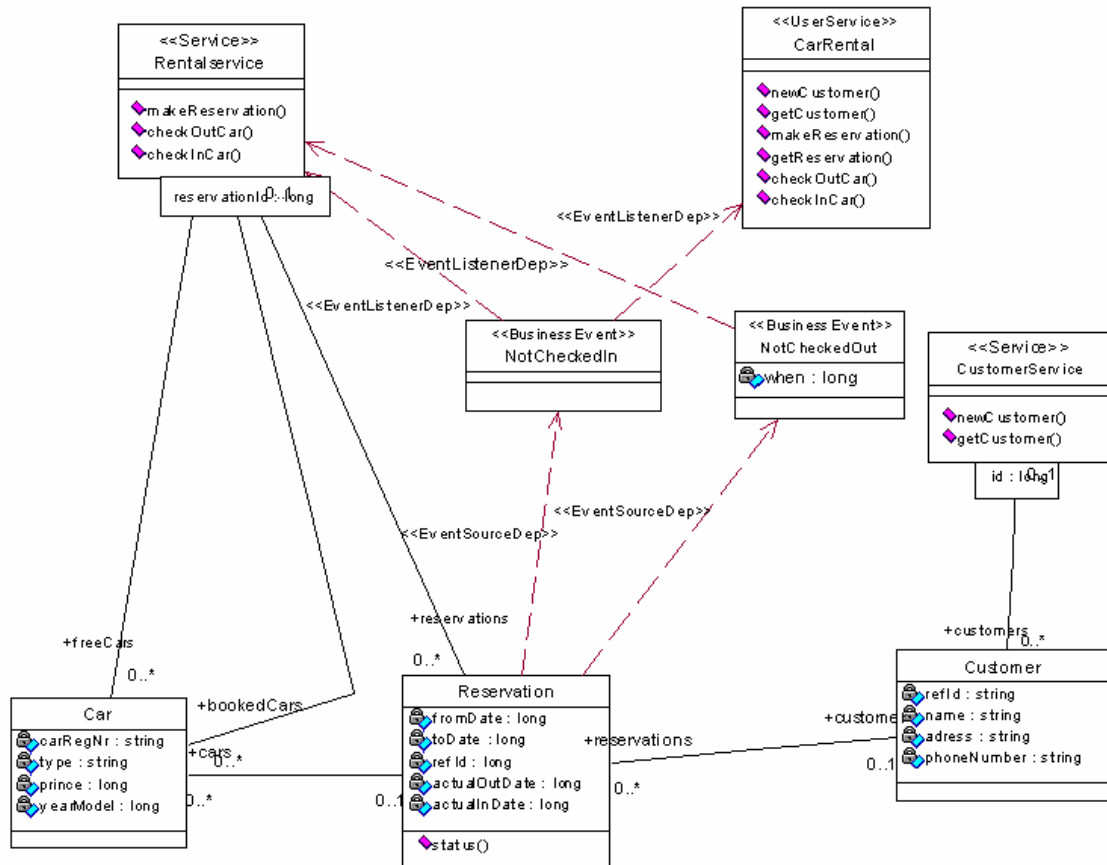 <<Service>>
Rentalservice
makeReservation()
checkOutCar()
checkInCar()
reservationId : long
0..1
<<UserService>>
CarRental
newCustomer()
getCustomer()
makeReservation()
getReservation()
checkOutCar()
checkInCar()
<<EventListenerDep>>
<<EventListenerDep>>
<<EventListenerDep>>
<<Business Event>>
NotCheckedIn
<<Business Event>>
NotCheckedOut
when : long
<<Service>>
CustomerService
newCustomer()
getCustomer()
id : long
0..1
<<EventSourceDep>>
<<EventSourceDep>>
+freeCars
0..*
+bookedCars
0..*
+reservations
0..*
+customers
0..*
Car
carRegNr : string
type : string
prince : long
yearModel : long
+cars
0..*
0..1
Reservation
fromDate : long
toDate : long
refId : long
actualOutDate : long
actualInDate : long
status()
+reservations
0..*
+customer
0..1
Customer
refId : string
name : string
adress : string
phoneNumber : string